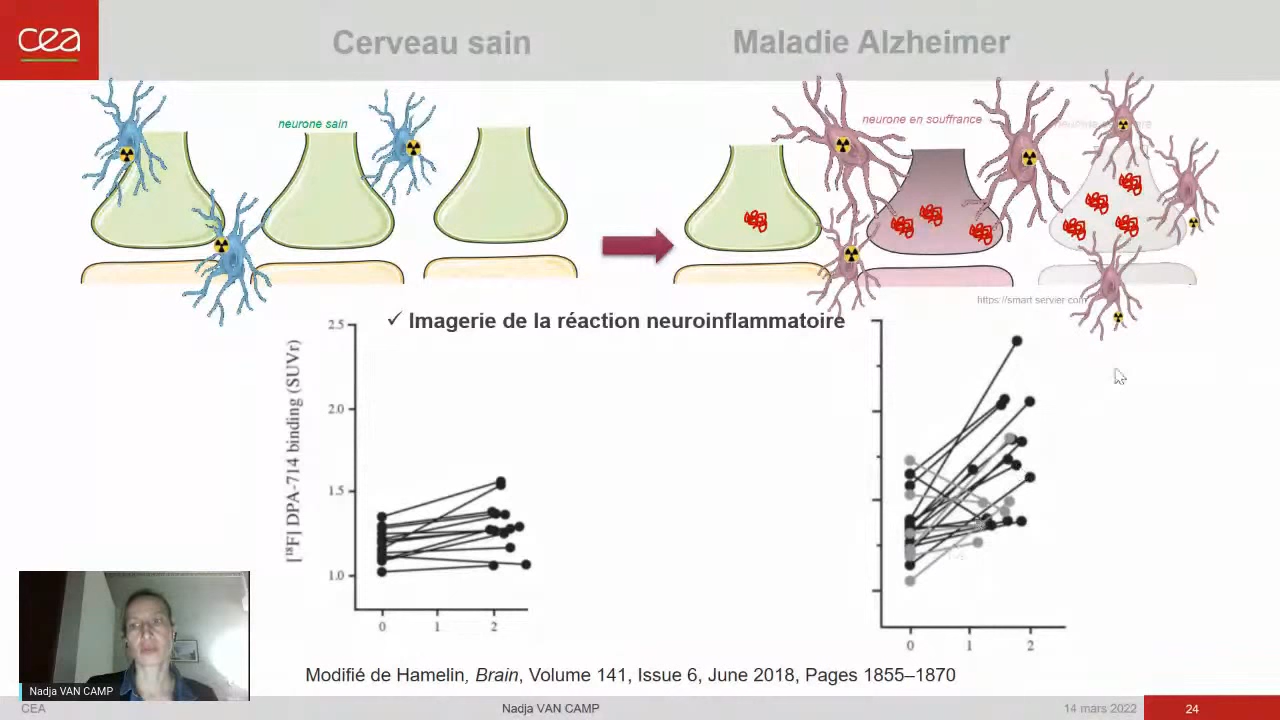 cea
Cerveau sain
Maladie Alzheimer
neurone sain
neurone en souffrance
https://smart.servier.com
✓ Imagerie de la réaction neuroinflammatoire
[¹⁸F] DPA-714 binding (SUVr)
2.5
2.0
1.5
1.0
0 1 2
0 1 2
Modifié de Hamelin, Brain, Volume 141, Issue 6, June 2018, Pages 1855–1870
Nadja VAN CAMP
CEA
Nadja VAN CAMP
14 mars 2022
24